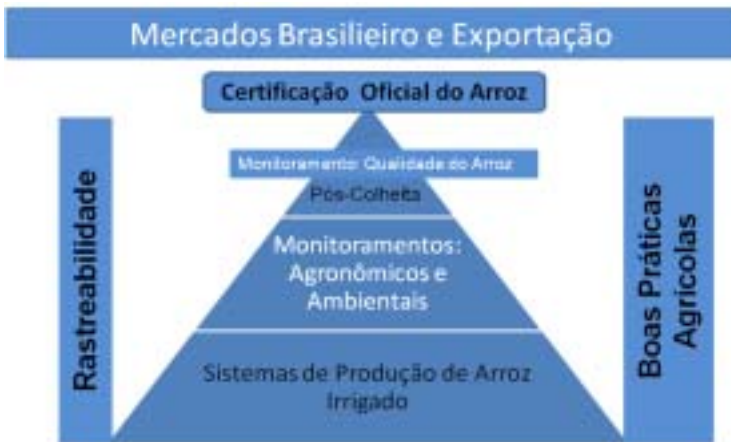 Mercados Brasilieiro e Exportação
Certificação Oficial do Arroz
Monitoramento: Qualidade do Arroz
Pós-Colheita
Monitoramentos:
Agronômicos e
Ambientais
Sistemas de Produção de Arroz
Irrigado
Rastreabilidade
Boas Práticas
Agrícolas